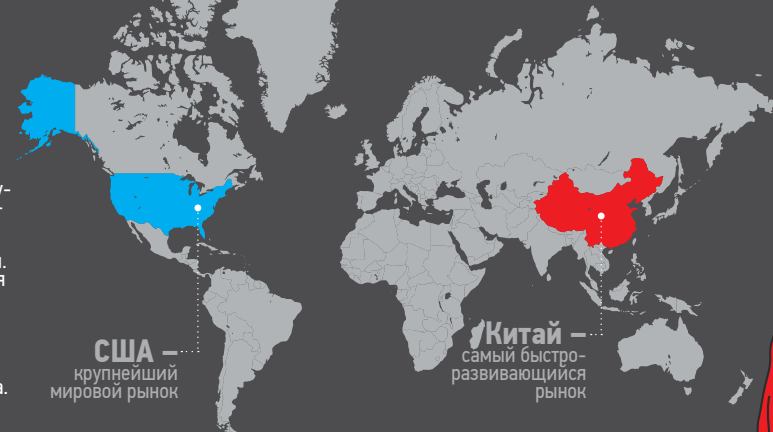 США –
крупнейший
мировой рынок
Китай –
самый быстро-
развивающийся
рынок